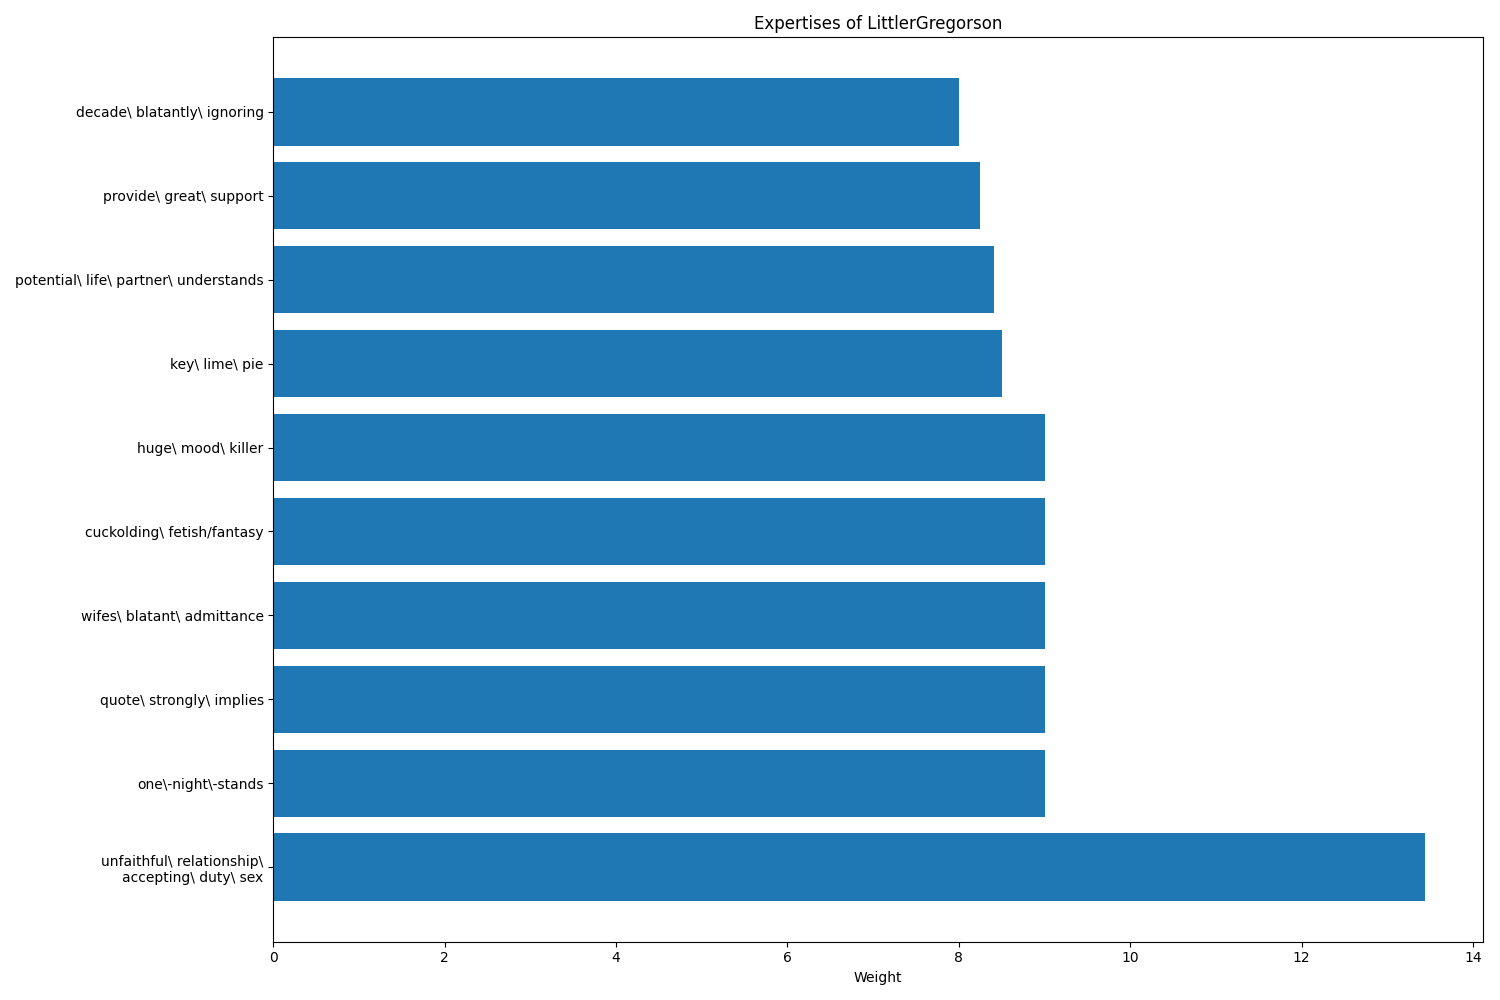 Expertises of LittlerGregorson
decade\ blatantly\ ignoring
provide\ great\ support
potential\ life\ partner\ understands
key\ lime\ pie
huge\ mood\ killer
cuckolding\ fetish/fantasy
wifes\ blatant\ admittance
quote\ strongly\ implies
one\-night\-stands
unfaithful\ relationship\
accepting\ duty\ sex
0 2 4 6 8 10 12 14
Weight